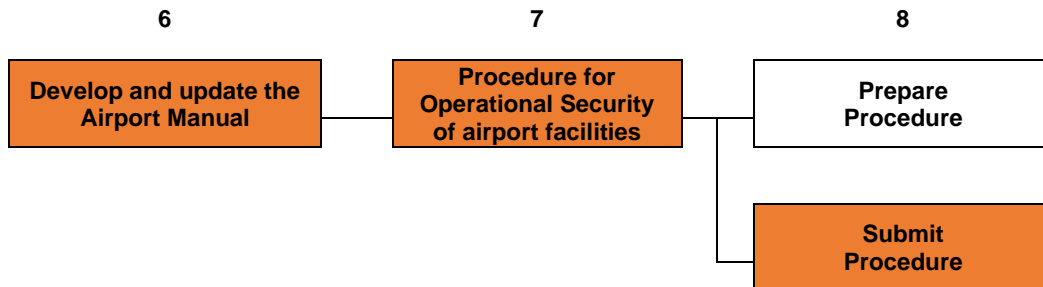 6
7
8
Develop and update the
Airport Manual
Procedure for
Operational Security
of airport facilities
Prepare
Procedure
Submit
Procedure